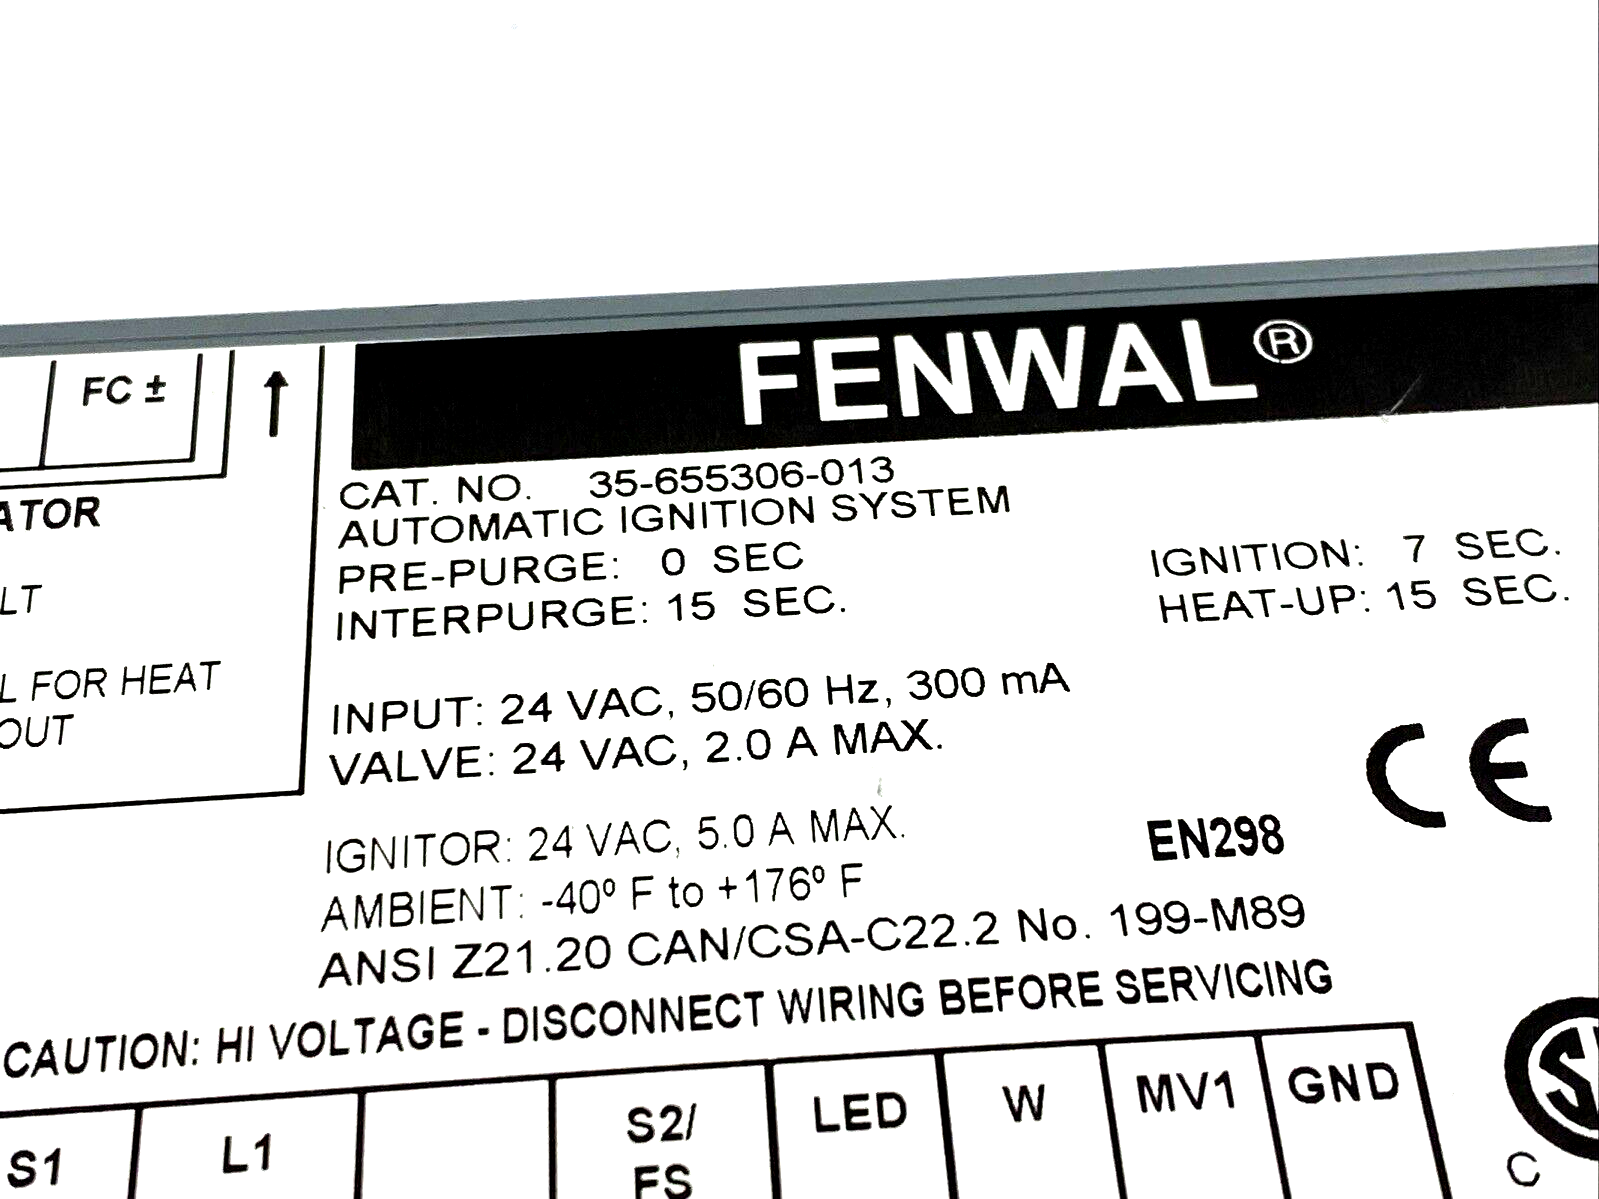 FENWAL®
FC ±
CAT. NO. 35-655306-013
AUTOMATIC IGNITION SYSTEM
PRE-PURGE: 0 SEC IGNITION: 7 SEC.
INTERPURGE: 15 SEC. HEAT-UP: 15 SEC.
ATOR
LT
L FOR HEAT
OUT
INPUT: 24 VAC, 50/60 Hz, 300 mA
VALVE: 24 VAC, 2.0 A MAX.
CE
IGNITOR: 24 VAC, 5.0 A MAX.
EN298
AMBIENT: -40º F to +176º F
ANSI Z21.20 CAN/CSA-C22.2 No. 199-M89
CAUTION: HI VOLTAGE - DISCONNECT WIRING BEFORE SERVICING
S1 L1 S2/ LED W MV1 GND
FS
C